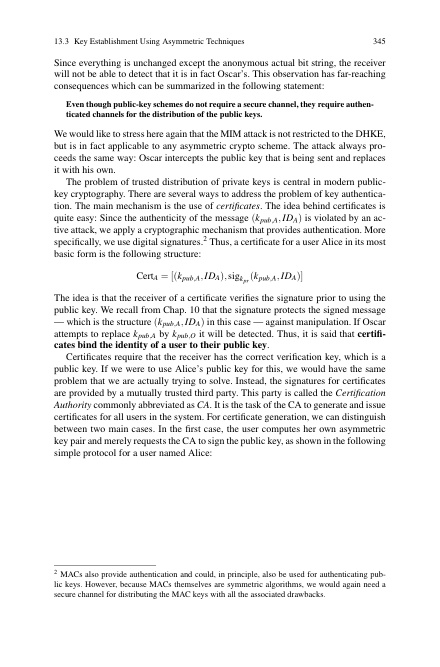 13.3 Key Establishment Using Asymmetric Techniques 345
Since everything is unchanged except the anonymous actual bit string, the receiver
will not be able to detect that it is in fact Oscar's. This observation has far-reaching
consequences which can be summarized in the following statement:
Even though public-key schemes do not require a secure channel, they require authen-
ticated channels for the distribution of the public keys.
We would like to stress here again that the MIM attack is not restricted to the DHKE,
but is in fact applicable to any asymmetric crypto scheme. The attack always pro-
ceeds the same way: Oscar intercepts the public key that is being sent and replaces
it with his own.
The problem of trusted distribution of private keys is central in modern public-
key cryptography. There are several ways to address the problem of key authentica-
tion. The main mechanism is the use of certificates. The idea behind certificates is
quite easy: Since the authenticity of the message (k_{pub,A}, ID_A) is violated by an ac-
tive attack, we apply a cryptographic mechanism that provides authentication. More
specifically, we use digital signatures.² Thus, a certificate for a user Alice in its most
basic form is the following structure:
Cert_A = [(k_{pub,A}, ID_A), sig_{k_{pr}}(k_{pub,A}, ID_A)]
The idea is that the receiver of a certificate verifies the signature prior to using the
public key. We recall from Chap. 10 that the signature protects the signed message
— which is the structure (k_{pub,A}, ID_A) in this case — against manipulation. If Oscar
attempts to replace k_{pub,A} by k_{pub,O} it will be detected. Thus, it is said that certifi-
cates bind the identity of a user to their public key.
Certificates require that the receiver has the correct verification key, which is a
public key. If we were to use Alice's public key for this, we would have the same
problem that we are actually trying to solve. Instead, the signatures for certificates
are provided by a mutually trusted third party. This party is called the Certification
Authority commonly abbreviated as CA. It is the task of the CA to generate and issue
certificates for all users in the system. For certificate generation, we can distinguish
between two main cases. In the first case, the user computes her own asymmetric
key pair and merely requests the CA to sign the public key, as shown in the following
simple protocol for a user named Alice:
² MACs also provide authentication and could, in principle, also be used for authenticating pub-
lic keys. However, because MACs themselves are symmetric algorithms, we would again need a
secure channel for distributing the MAC keys with all the associated drawbacks.